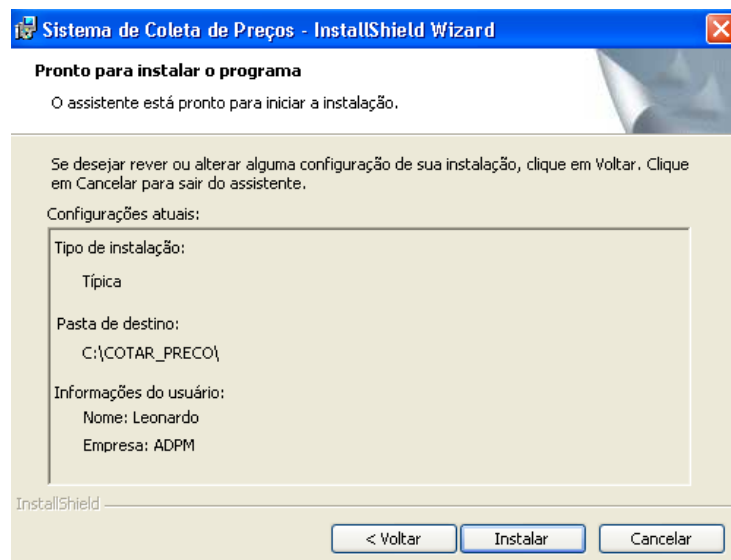 Sistema de Coleta de Preços - InstallShield Wizard
Pronto para instalar o programa
O assistente está pronto para iniciar a instalação.
Se desejar rever ou alterar alguma configuração de sua instalação, clique em Voltar. Clique
em Cancelar para sair do assistente.
Configurações atuais:
Tipo de instalação:
Típica
Pasta de destino:
C:\COTAR_PRECO\
Informações do usuário:
Nome: Leonardo
Empresa: ADPM
InstallShield
< Voltar
Instalar
Cancelar